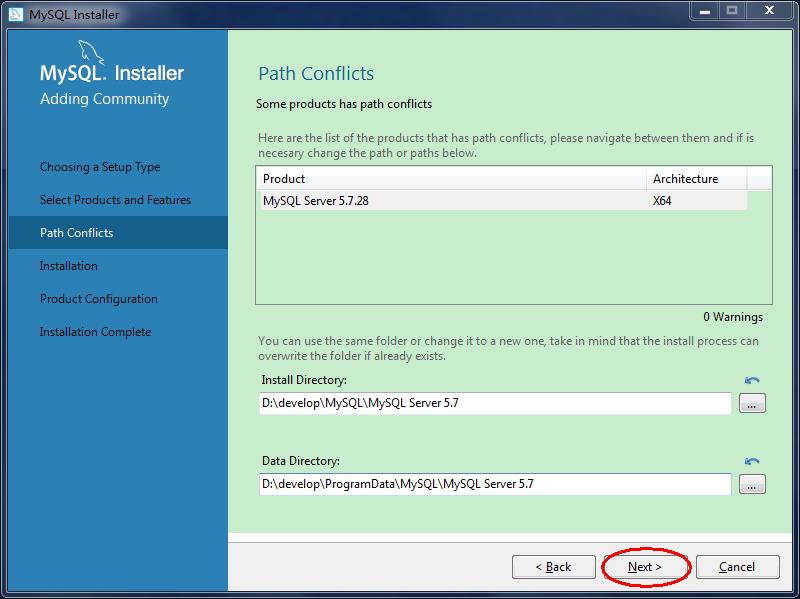 MySQL Installer
MySQL. Installer
Adding Community
Choosing a Setup Type
Select Products and Features
Path Conflicts
Installation
Product Configuration
Installation Complete
Path Conflicts
Some products has path conflicts
Here are the list of the products that has path conflicts, please navigate between them and if is
necesary change the path or paths below.
Product Architecture
MySQL Server 5.7.28 X64
0 Warnings
You can use the same folder or change it to a new one, take in mind that the install process can
overwrite the folder if already exists.
Install Directory:
D:\develop\MySQL\MySQL Server 5.7
...
Data Directory:
D:\develop\ProgramData\MySQL\MySQL Server 5.7
...
< Back Next > Cancel